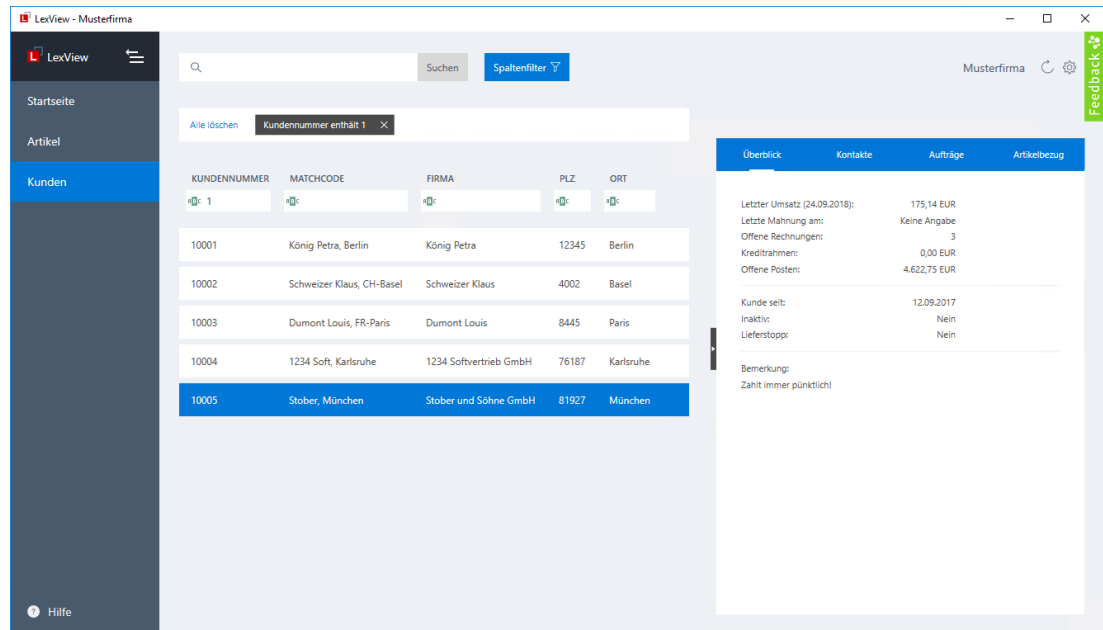 LexView - Musterfirma
LexView
Startseite
Artikel
Kunden
Hilfe
Suchen
Spaltenfilter
Musterfirma
Feedback
Alle löschen
Kundennummer enthält 1
KUNDENNUMMER MATCHCODE FIRMA PLZ ORT
aBc 1 aBc aBc aBc aBc
10001 König Petra, Berlin König Petra 12345 Berlin
10002 Schweizer Klaus, CH-Basel Schweizer Klaus 4002 Basel
10003 Dumont Louis, FR-Paris Dumont Louis 8445 Paris
10004 1234 Soft, Karlsruhe 1234 Softvertrieb GmbH 76187 Karlsruhe
10005 Stober, München Stober und Söhne GmbH 81927 München
Überblick Kontakte Aufträge Artikelbezug
Letzter Umsatz (24.09.2018): 175,14 EUR
Letzte Mahnung am: Keine Angabe
Offene Rechnungen: 3
Kreditrahmen: 0,00 EUR
Offene Posten: 4.622,75 EUR
Kunde seit: 12.09.2017
Inaktiv: Nein
Lieferstopp: Nein
Bemerkung:
Zahlt immer pünktlich!